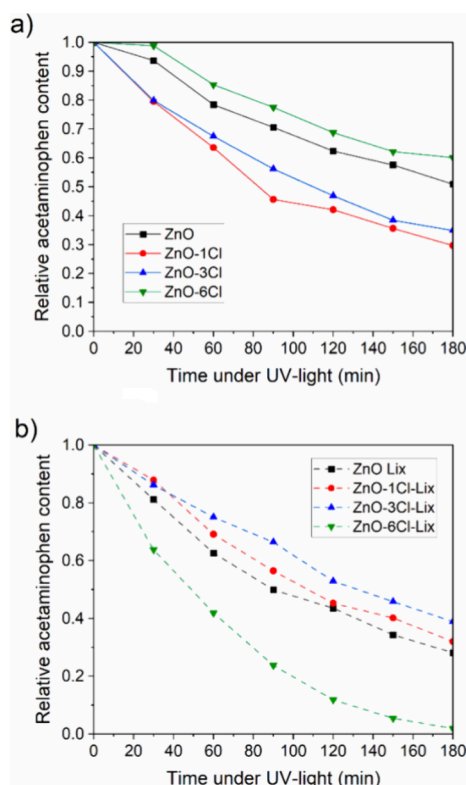 a)
Relative acetaminophen content
1.0
0.9
0.8
0.7
0.6
0.5
0.4
0.3
0.2
0.1
0.0
ZnO
ZnO-1Cl
ZnO-3Cl
ZnO-6Cl
0 20 40 60 80 100 120 140 160 180
Time under UV-light (min)
b)
Relative acetaminophen content
1.0
0.8
0.6
0.4
0.2
0.0
ZnO Lix
ZnO-1Cl-Lix
ZnO-3Cl-Lix
ZnO-6Cl-Lix
0 20 40 60 80 100 120 140 160 180
Time under UV-light (min)